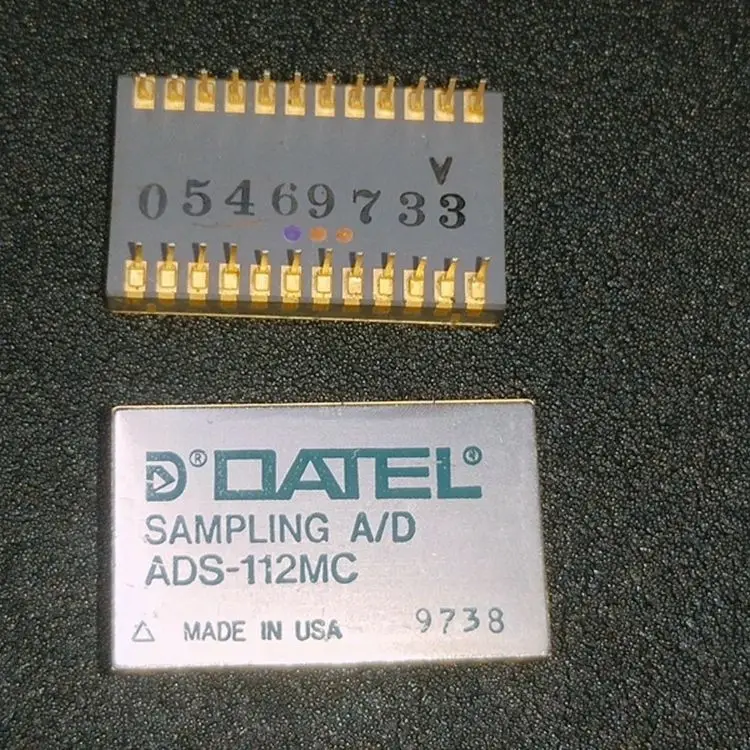 V
05469733
D® DATEL®
SAMPLING A/D
ADS-112MC
△ MADE IN USA 9738